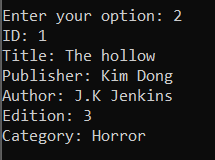 Enter your option: 2
ID: 1
Title: The hollow
Publisher: Kim Dong
Author: J.K Jenkins
Edition: 3
Category: Horror